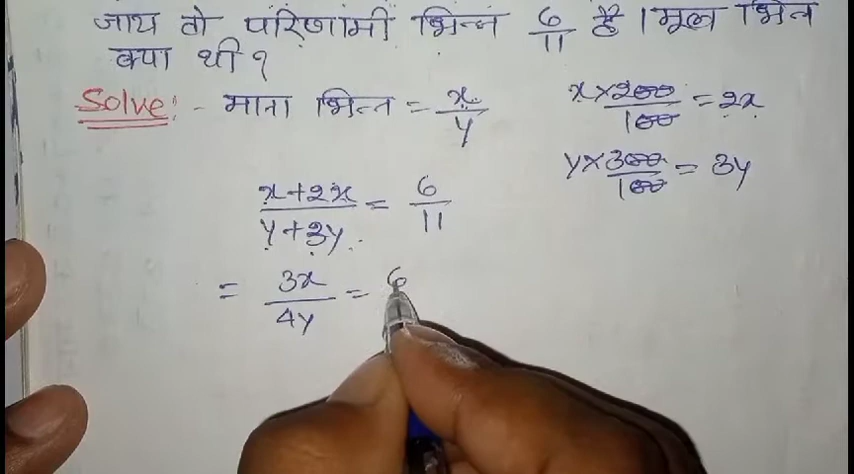 जाय तो परिणामी भिन्न 6/11 है । मूल भिन्न
क्या थी ?
Solve: - माना भिन्न = x/y
x × 200/100 = 2x
y × 300/100 = 3y
x+2x/y+3y = 6/11
= 3x/4y = 6